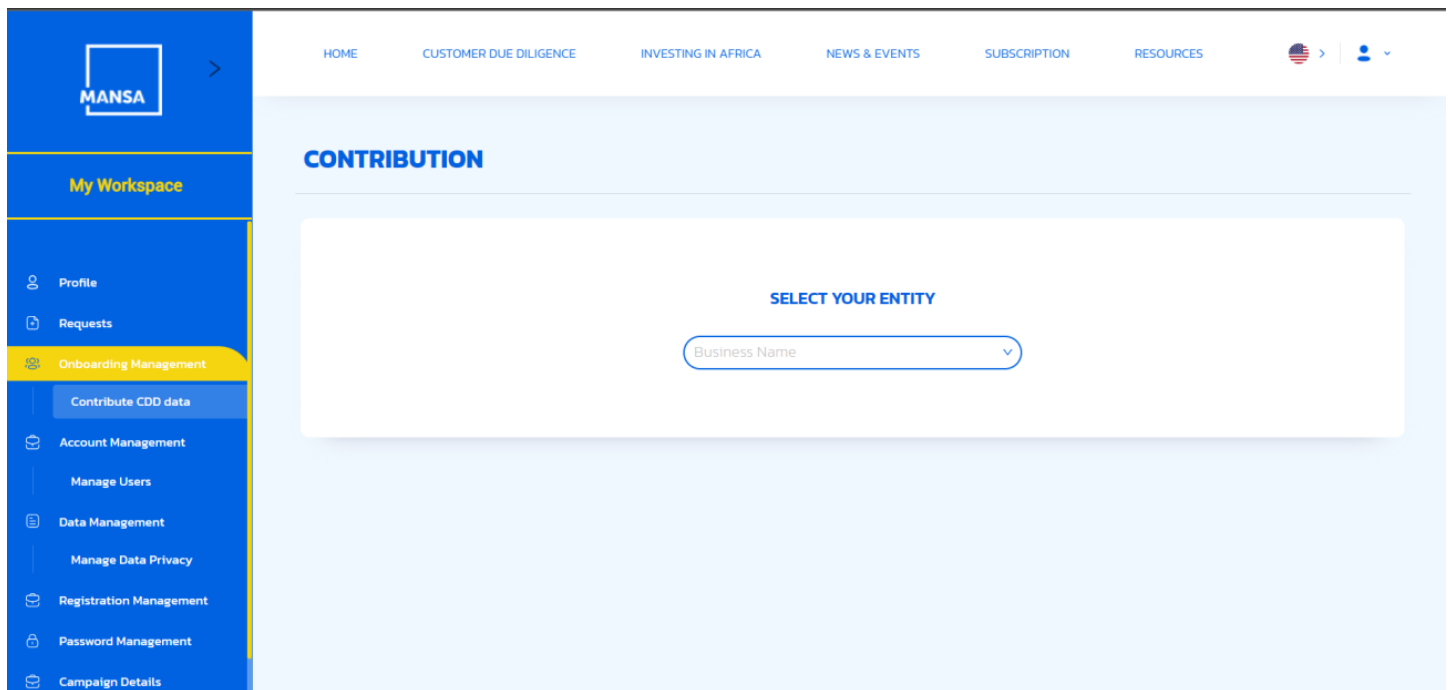 MANSA
HOME
CUSTOMER DUE DILIGENCE
INVESTING IN AFRICA
NEWS & EVENTS
SUBSCRIPTION
RESOURCES
My Workspace
Profile
Requests
Onboarding Management
Contribute CDD data
Account Management
Manage Users
Data Management
Manage Data Privacy
Registration Management
Password Management
Campaign Details
CONTRIBUTION
SELECT YOUR ENTITY
Business Name